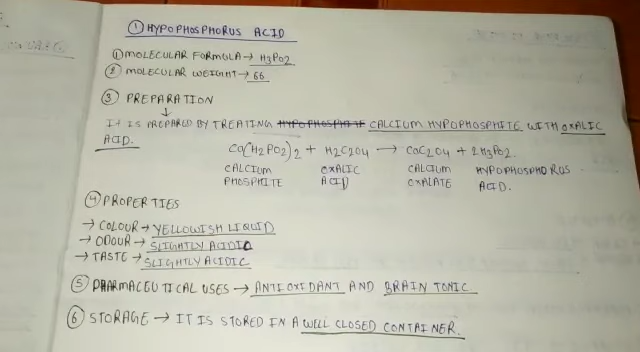 ① HYPOPHOSPHORUS ACID
① MOLECULAR FORMULA → H3PO2
② MOLECULAR WEIGHT → 66
③ PREPARATION
↓
IT IS PREPARED BY TREATING HYPOPHOSPHITE CALCIUM HYPOPHOSPHITE WITH OXALIC
ACID.
Ca(H2PO2)2 + H2C2O4 → CaC2O4 + 2H3PO2
CALCIUM OXALIC CALCIUM HYPOPHOSPHORUS
PHOSPHITE ACID OXALATE ACID.
④ PROPERTIES
→ COLOUR → YELLOWISH LIQUID
→ ODOUR → SLIGHTLY ACIDIC
→ TASTE → SLIGHTLY ACIDIC
⑤ PHARMACEUTICAL USES → ANTIOXIDANT AND BRAIN TONIC
⑥ STORAGE → IT IS STORED IN A WELL CLOSED CONTAINER.